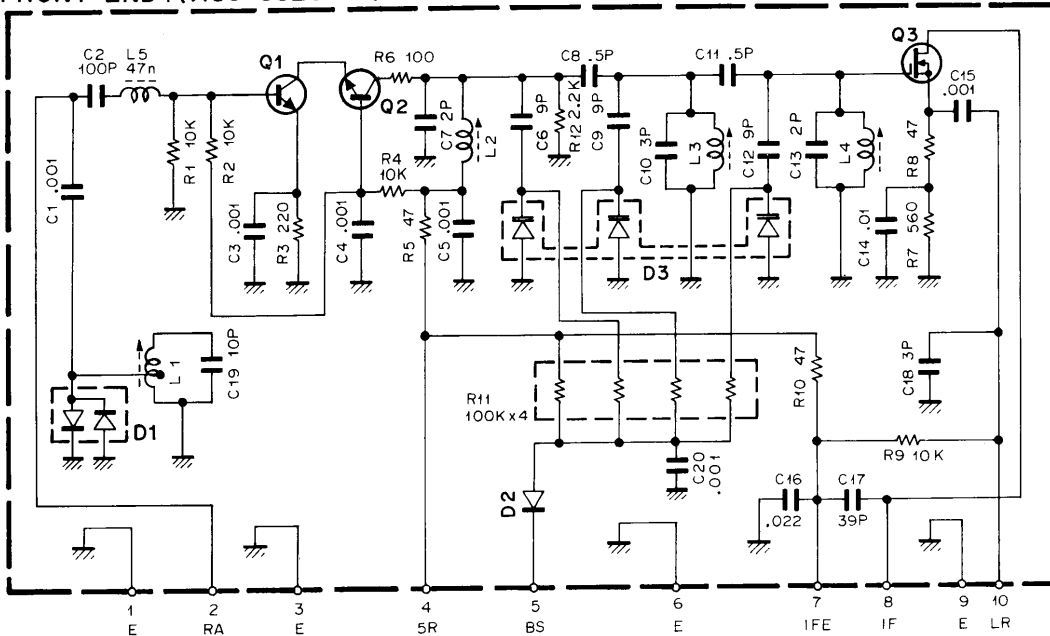 C2
100P
L5
47n
Q1
R6 100
Q2
C8 .5P
C11 .5P
Q3
C15
.001
C1 .001
R1 10K
R2 10K
C3 .001
R3 220
C4 .001
R4
10K
R5 47
C5 .001
C7 2P
L2
C6 9P
R12 2.2K
C9 9P
C10 3P
L3
C12 9P
C13 2P
L4
R8 47
C14 .01
R7 560
D3
L1
C19 10P
D1
R11
100K x4
R10 47
C18 3P
R9 10K
D2
C20
.001
C16
.022
C17
39P
1
E
2
RA
3
E
4
5R
5
BS
6
E
7
IFE
8
IF
9
E
10
LR